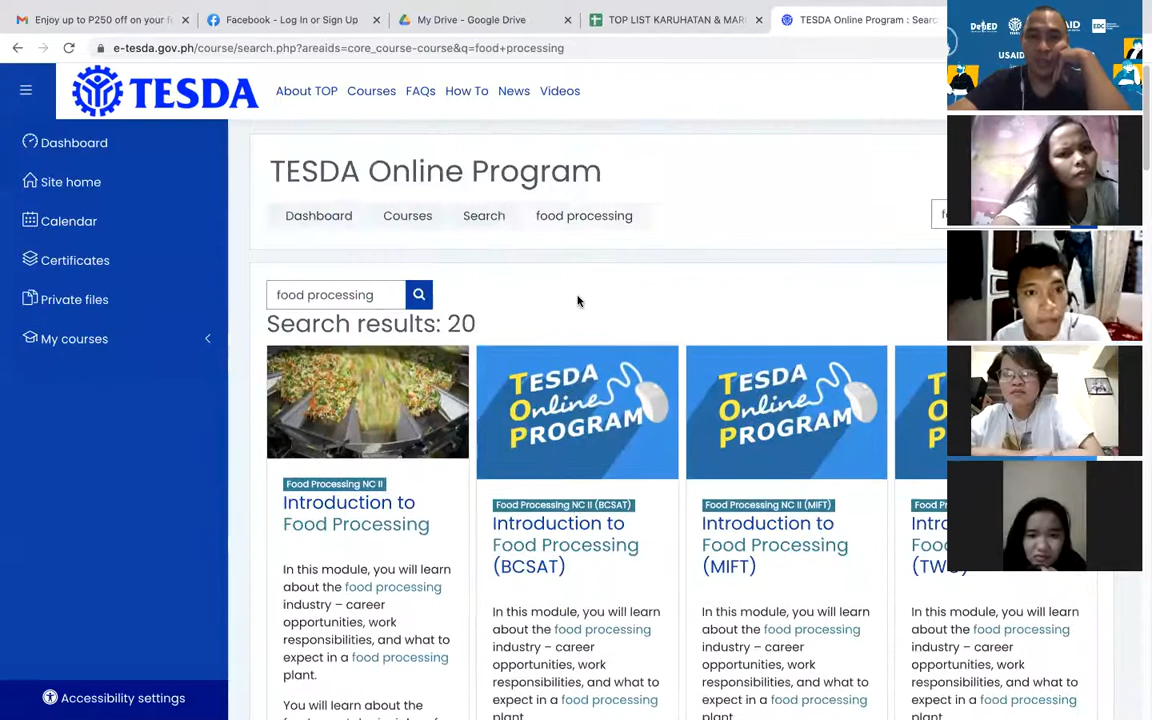 Enjoy up to P250 off on your f
Facebook - Log In or Sign Up
My Drive - Google Drive
TOP LIST KARUHATAN & MAR
TESDA Online Program : Searc
e-tesda.gov.ph/course/search.php?areaids=core_course-course&q=food+processing
TESDA
About TOP
Courses
FAQs
How To
News
Videos
DepED
USAID
EDC
Dashboard
Site home
Calendar
Certificates
Private files
My courses
Accessibility settings
TESDA Online Program
Dashboard
Courses
Search
food processing
food processing
Search results: 20
Food Processing NC II
Introduction to
Food Processing
In this module, you will learn
about the food processing
industry – career
opportunities, work
responsibilities, and what to
expect in a food processing
plant.
You will learn about the
TESDA
Online
PROGRAM
Food Processing NC II (BCSAT)
Introduction to
Food Processing
(BCSAT)
In this module, you will learn
about the food processing
industry – career
opportunities, work
responsibilities, and what to
expect in a food processing
plant.
TESDA
Online
PROGRAM
Food Processing NC II (MIFT)
Introduction to
Food Processing
(MIFT)
In this module, you will learn
about the food processing
industry – career
opportunities, work
responsibilities, and what to
expect in a food processing
plant.
In this module, you will learn
about the food processing
industry – career
opportunities, work
responsibilities, and what to
expect in a food processing
plant.